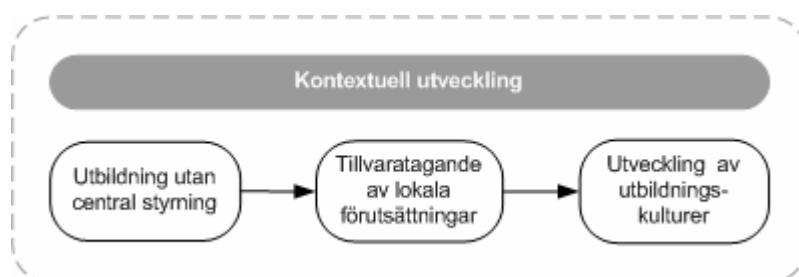 Kontextuell utveckling
Utbildning utan
central styrning
Tillvaratagande
av lokala
förutsättningar
Utveckling av
utbildnings-
kulturer